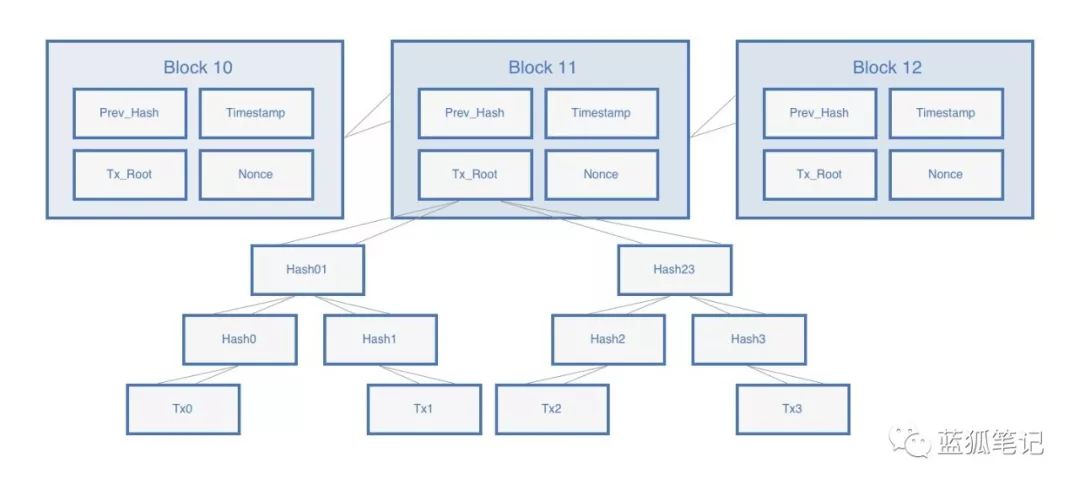 Block 10
Prev_Hash Timestamp
Tx_Root Nonce
Block 11
Prev_Hash Timestamp
Tx_Root Nonce
Block 12
Prev_Hash Timestamp
Tx_Root Nonce
Hash01 Hash23
Hash0 Hash1 Hash2 Hash3
Tx0 Tx1 Tx2 Tx3
蓝狐笔记